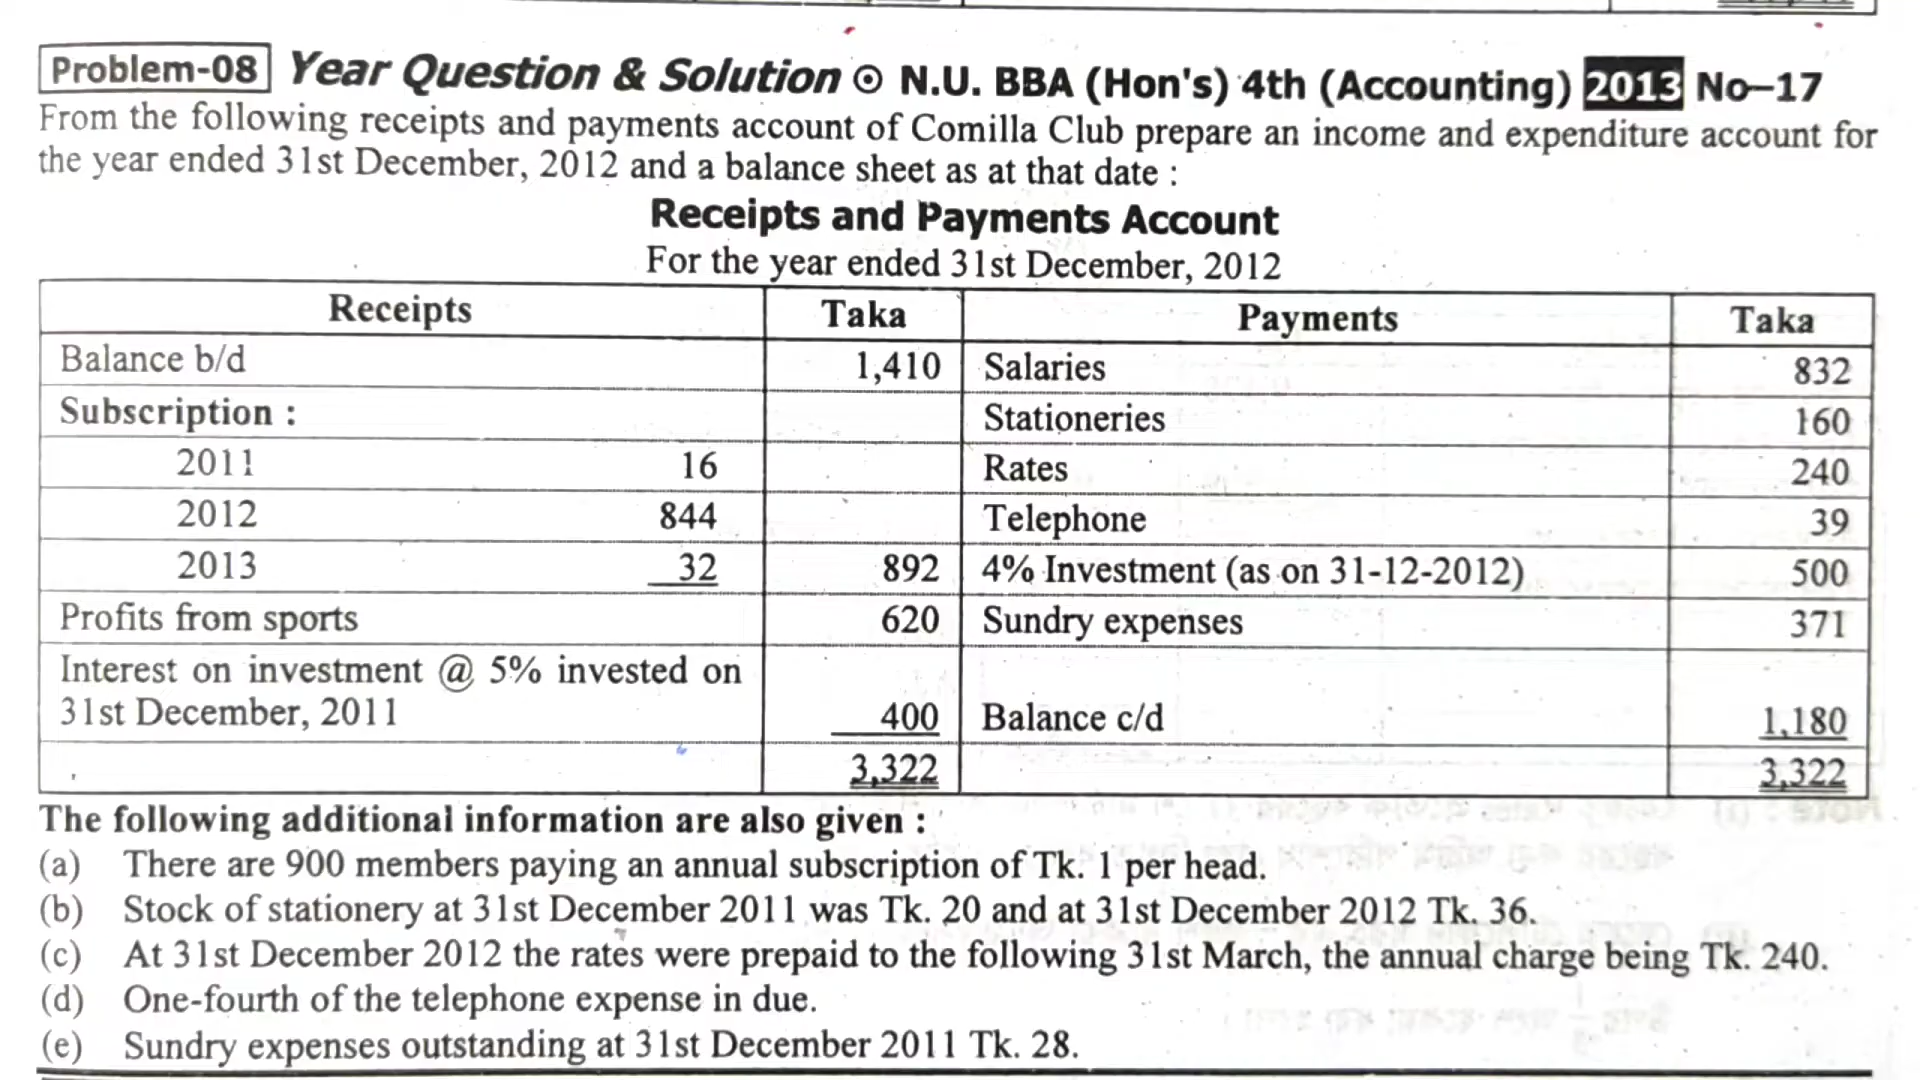 Problem-08 Year Question & Solution ⊙ N.U. BBA (Hon's) 4th (Accounting) 2013 No–17
From the following receipts and payments account of Comilla Club prepare an income and expenditure account for
the year ended 31st December, 2012 and a balance sheet as at that date :
Receipts and Payments Account
For the year ended 31st December, 2012
Receipts Taka Payments Taka
Balance b/d 1,410 Salaries 832
Subscription : Stationeries 160
2011 16 Rates 240
2012 844 Telephone 39
2013 32 892 4% Investment (as on 31-12-2012) 500
Profits from sports 620 Sundry expenses 371
Interest on investment @ 5% invested on
31st December, 2011 400 Balance c/d 1,180
3,322 3,322
The following additional information are also given :
(a) There are 900 members paying an annual subscription of Tk. 1 per head.
(b) Stock of stationery at 31st December 2011 was Tk. 20 and at 31st December 2012 Tk. 36.
(c) At 31st December 2012 the rates were prepaid to the following 31st March, the annual charge being Tk. 240.
(d) One-fourth of the telephone expense in due.
(e) Sundry expenses outstanding at 31st December 2011 Tk. 28.